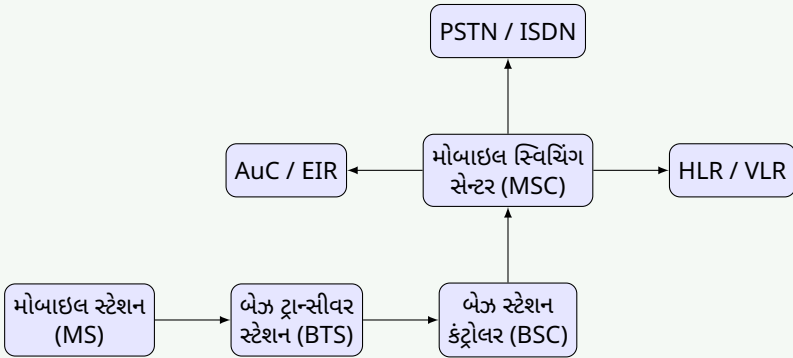 PSTN / ISDN
AuC / EIR
મોબાઇલ સ્વિચિંગ
સેન્ટર (MSC)
HLR / VLR
મોબાઇલ સ્ટેશન
(MS)
બેઝ ટ્રાન્સીવર
સ્ટેશન (BTS)
બેઝ સ્ટેશન
કંટ્રોલર (BSC)